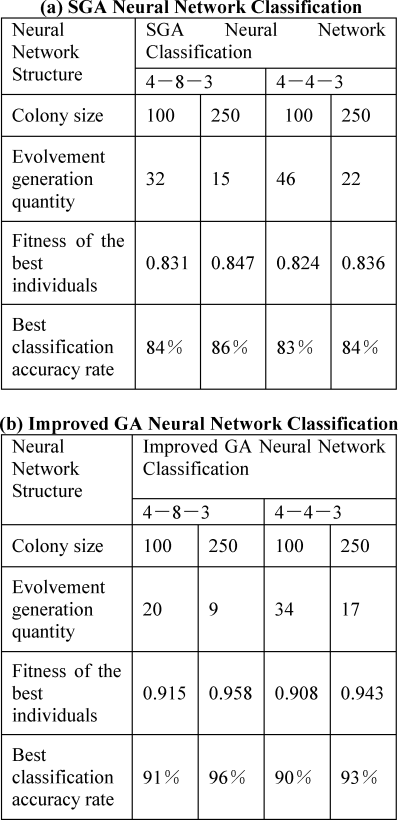 (a) SGA Neural Network Classification
Neural SGA Neural Network
Network Classification
Structure
4－8－3 4－4－3
Colony size 100 250 100 250
Evolvement
generation 32 15 46 22
quantity
Fitness of the
best 0.831 0.847 0.824 0.836
individuals
Best
classification 84％ 86％ 83％ 84％
accuracy rate
(b) Improved GA Neural Network Classification
Neural Improved GA Neural Network
Network Classification
Structure
4－8－3 4－4－3
Colony size 100 250 100 250
Evolvement
generation 20 9 34 17
quantity
Fitness of the
best 0.915 0.958 0.908 0.943
individuals
Best
classification 91％ 96％ 90％ 93％
accuracy rate